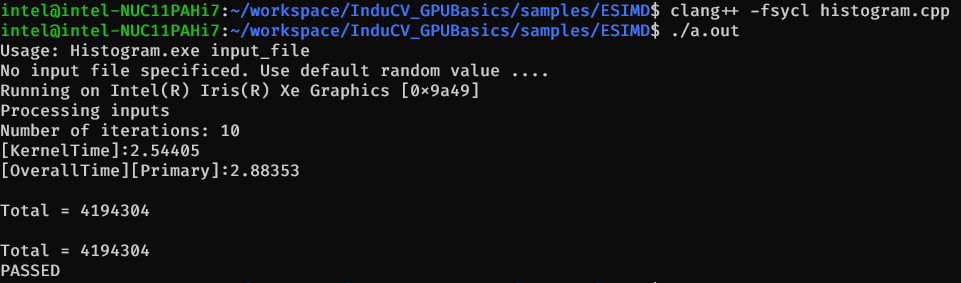 intel@intel-NUC11PAHi7:~/workspace/InduCV_GPUBasics/samples/ESIMD$ clang++ -fsycl histogram.cpp
intel@intel-NUC11PAHi7:~/workspace/InduCV_GPUBasics/samples/ESIMD$ ./a.out
Usage: Histogram.exe input_file
No input file specificed. Use default random value ....
Running on Intel(R) Iris(R) Xe Graphics [0×9a49]
Processing inputs
Number of iterations: 10
[KernelTime]:2.54405
[OverallTime][Primary]:2.88353
Total = 4194304
Total = 4194304
PASSED